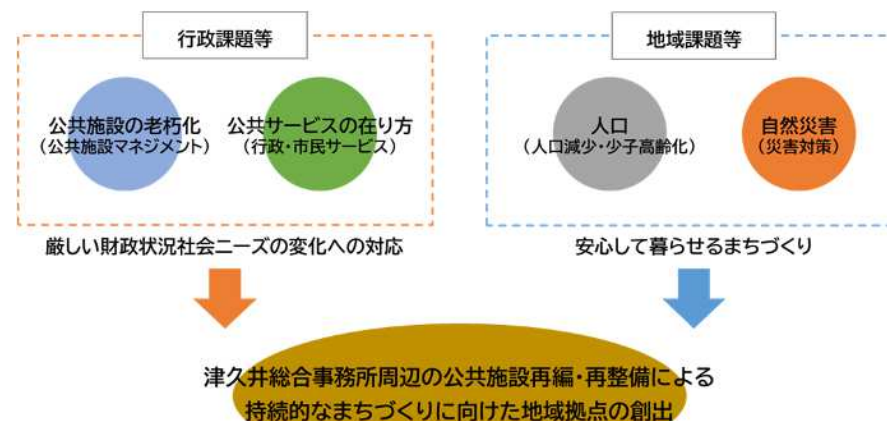 行政課題等
公共施設の老朽化
(公共施設マネジメント)
公共サービスの在り方
(行政・市民サービス)
厳しい財政状況社会ニーズの変化への対応
地域課題等
人口
(人口減少・少子高齢化)
自然災害
(災害対策)
安心して暮らせるまちづくり
津久井総合事務所周辺の公共施設再編・再整備による
持続的なまちづくりに向けた地域拠点の創出